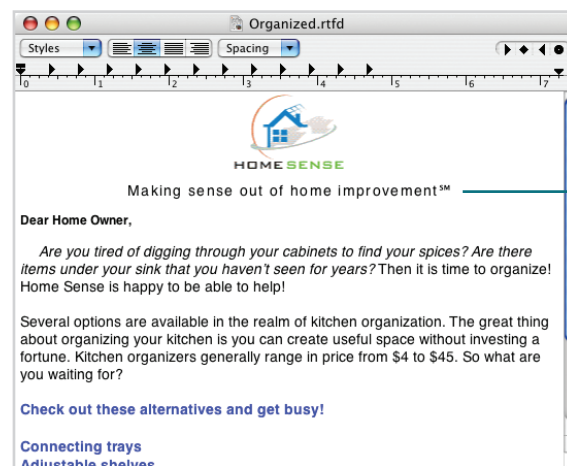 Organized.rtfd
Styles Spacing
0 1 2 3 4 5 6 7
HOMESENSE
Making sense out of home improvement℠
Dear Home Owner,
Are you tired of digging through your cabinets to find your spices? Are there
items under your sink that you haven't seen for years? Then it is time to organize!
Home Sense is happy to be able to help!
Several options are available in the realm of kitchen organization. The great thing
about organizing your kitchen is you can create useful space without investing a
fortune. Kitchen organizers generally range in price from $4 to $45. So what are
you waiting for?
Check out these alternatives and get busy!
Connecting trays
Adjustable shelves